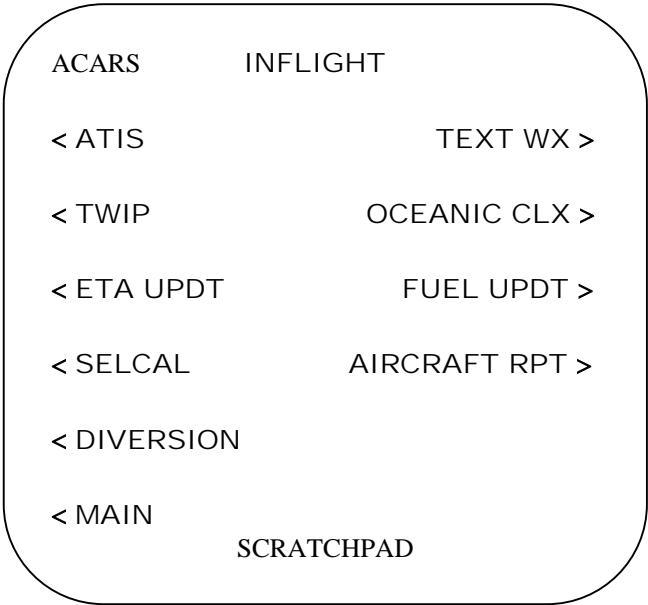 ACARS INFLIGHT
< ATIS TEXT WX >
< TWIP OCEANIC CLX >
< ETA UPDT FUEL UPDT >
< SELCAL AIRCRAFT RPT >
< DIVERSION
< MAIN
SCRATCHPAD